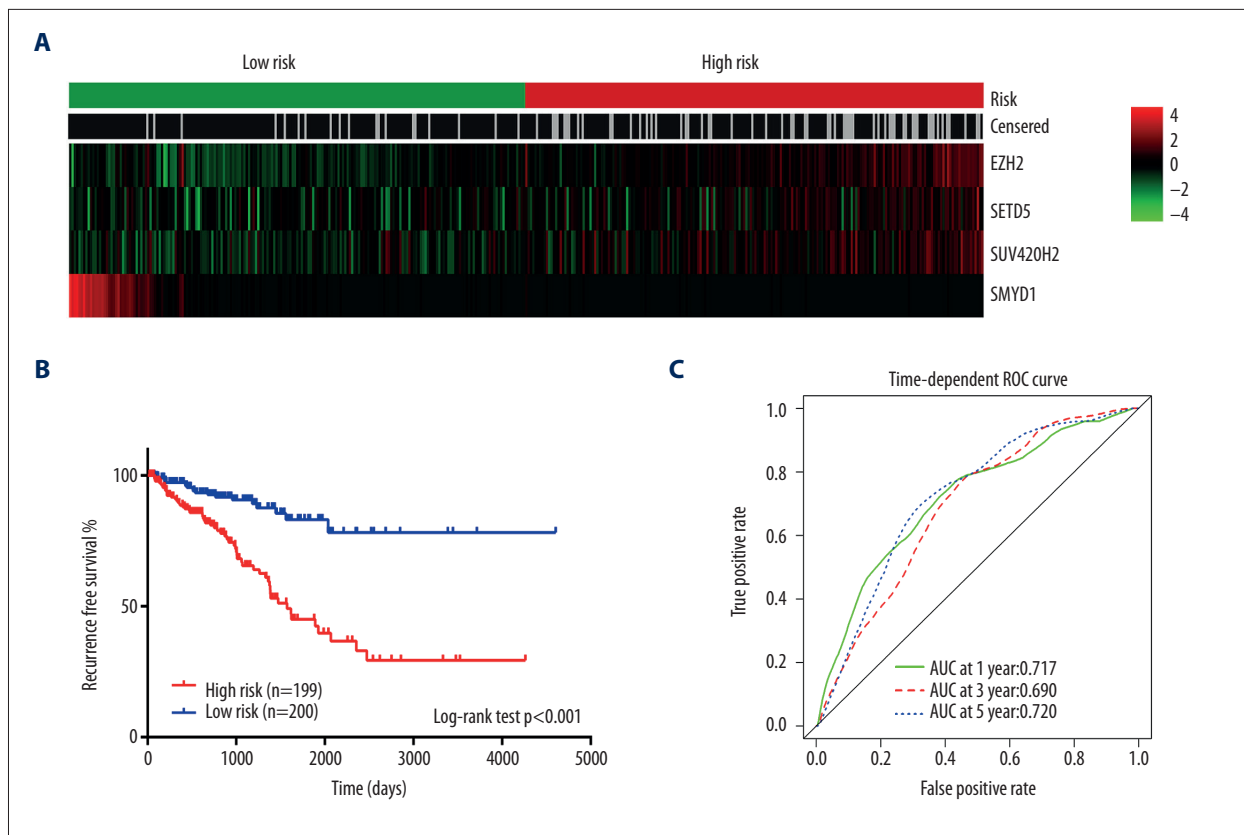 A
Low risk High risk
Risk
Censered
EZH2
SETD5
SUV420H2
SMYD1
4
2
0
−2
−4
B
100
50
0
Recurrence free survival %
High risk (n=199)
Low risk (n=200)
Log-rank test p<0.001
0 1000 2000 3000 4000 5000
Time (days)
C
Time-dependent ROC curve
1.0
0.8
0.6
0.4
0.2
0.0
True positive rate
AUC at 1 year:0.717
AUC at 3 year:0.690
AUC at 5 year:0.720
0.0 0.2 0.4 0.6 0.8 1.0
False positive rate